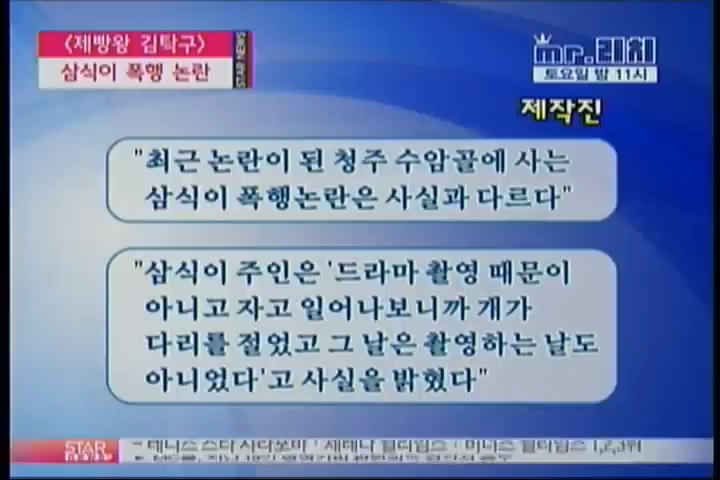 <제빵왕 김탁구>
삼식이 폭행 논란
mr.리치
토요일 밤 11시
제작진
"최근 논란이 된 청주 수암골에 사는
삼식이 폭행논란은 사실과 다르다"
"삼식이 주인은 '드라마 촬영 때문이
아니고 자고 일어나보니까 개가
다리를 절었고 그 날은 촬영하는 날도
아니었다'고 사실을 밝혔다"
STAR